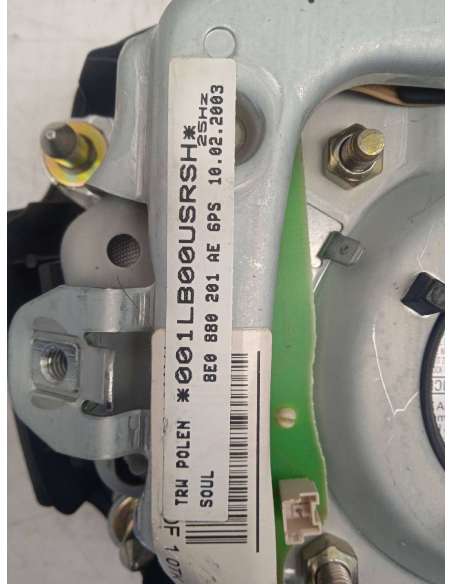 25Hz
*001LB00USRSH*
8E0 880 201 AE 6PS 10.02.2003
TRW POLEN
SOUL